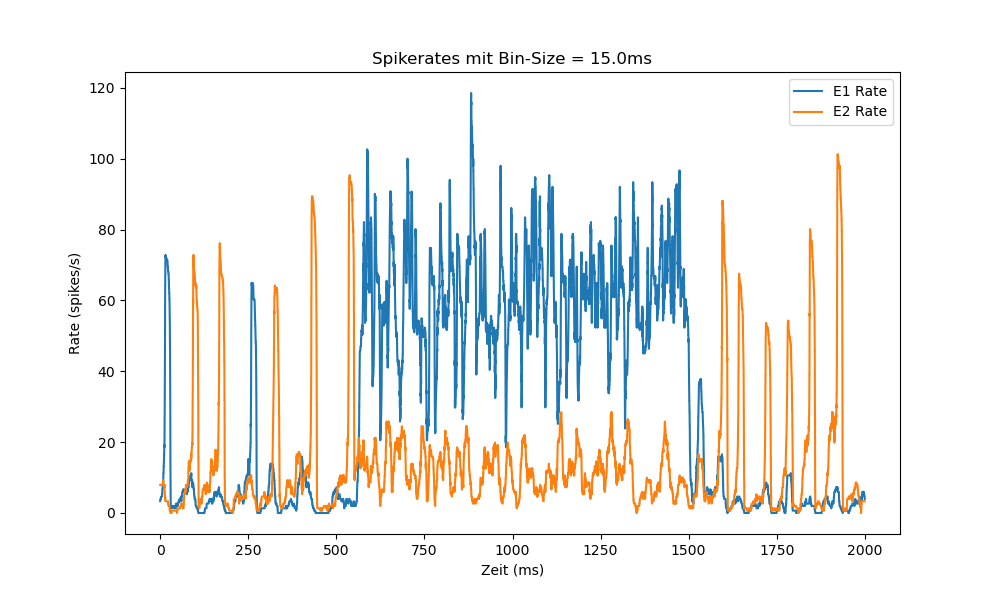 Spikerates mit Bin-Size = 15.0ms
E1 Rate
E2 Rate
120
100
80
60
40
20
0
Rate (spikes/s)
0 250 500 750 1000 1250 1500 1750 2000
Zeit (ms)